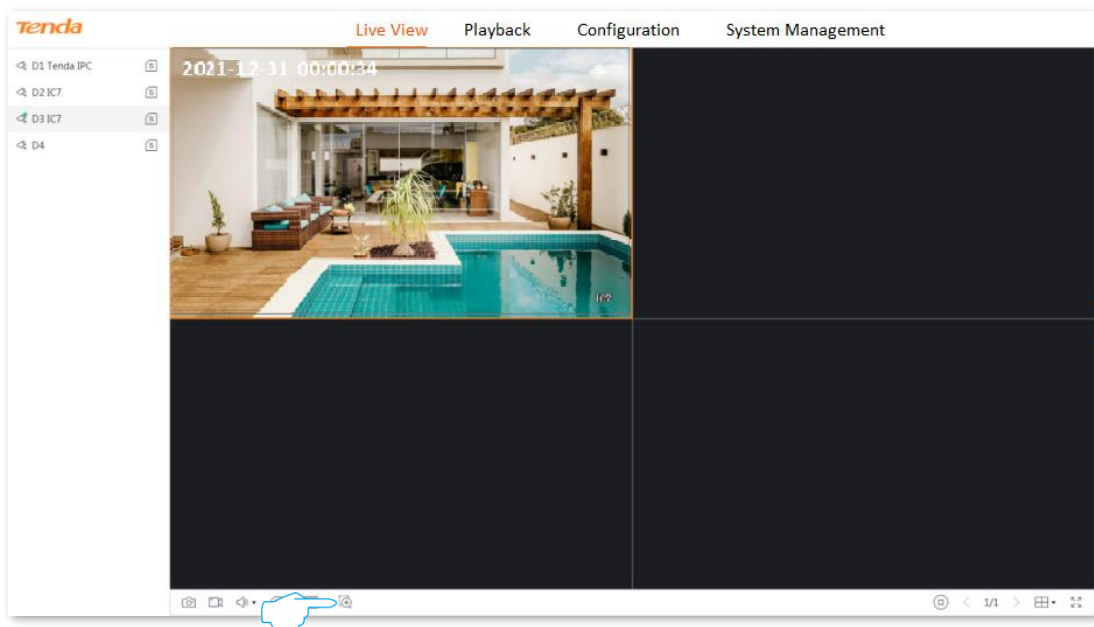 Tenda
Live View Playback Configuration System Management
D1 Tenda IPC S
D2 IC7 S
D3 IC7 S
D4 S
2021-12-31 00:00:34
IC7
1/1